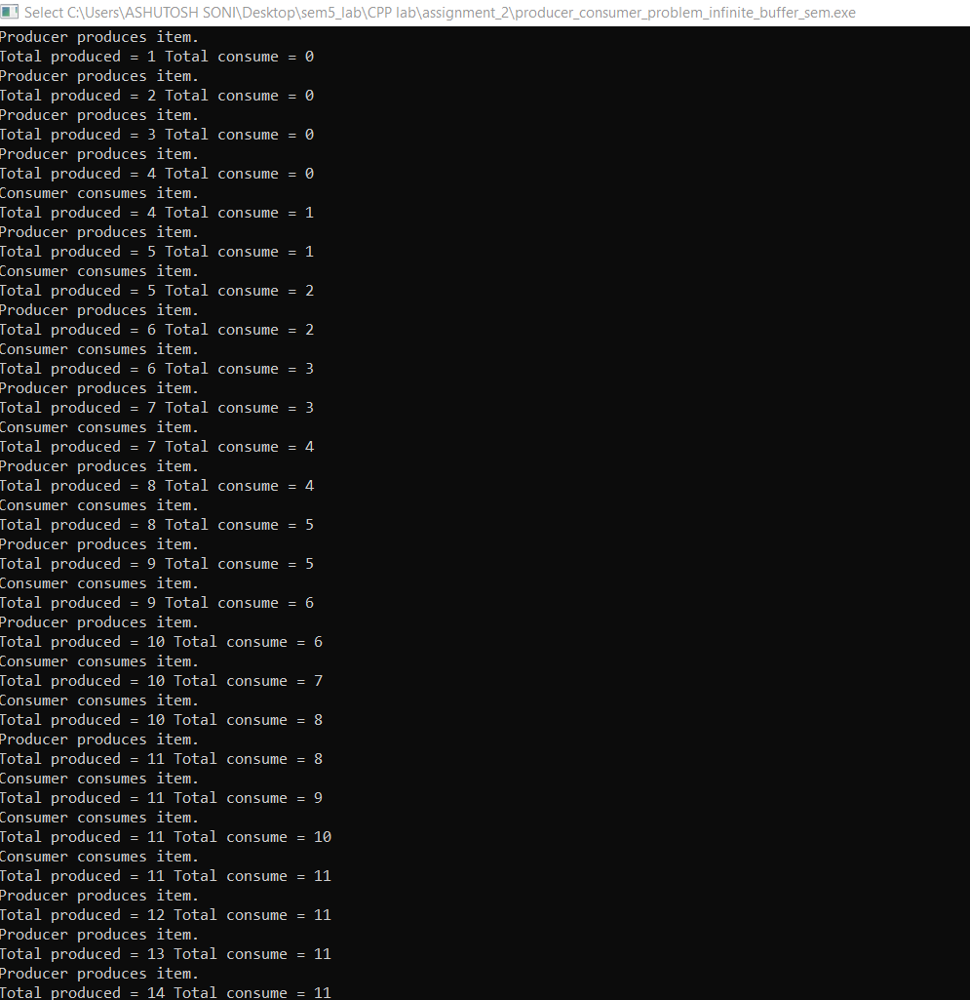 Select C:\Users\ASHUTOSH SONI\Desktop\sem5_lab\CPP lab\assignment_2\producer_consumer_problem_infinite_buffer_sem.exe
Producer produces item.
Total produced = 1 Total consume = 0
Producer produces item.
Total produced = 2 Total consume = 0
Producer produces item.
Total produced = 3 Total consume = 0
Producer produces item.
Total produced = 4 Total consume = 0
Consumer consumes item.
Total produced = 4 Total consume = 1
Producer produces item.
Total produced = 5 Total consume = 1
Consumer consumes item.
Total produced = 5 Total consume = 2
Producer produces item.
Total produced = 6 Total consume = 2
Consumer consumes item.
Total produced = 6 Total consume = 3
Producer produces item.
Total produced = 7 Total consume = 3
Consumer consumes item.
Total produced = 7 Total consume = 4
Producer produces item.
Total produced = 8 Total consume = 4
Consumer consumes item.
Total produced = 8 Total consume = 5
Producer produces item.
Total produced = 9 Total consume = 5
Consumer consumes item.
Total produced = 9 Total consume = 6
Producer produces item.
Total produced = 10 Total consume = 6
Consumer consumes item.
Total produced = 10 Total consume = 7
Consumer consumes item.
Total produced = 10 Total consume = 8
Producer produces item.
Total produced = 11 Total consume = 8
Consumer consumes item.
Total produced = 11 Total consume = 9
Consumer consumes item.
Total produced = 11 Total consume = 10
Consumer consumes item.
Total produced = 11 Total consume = 11
Producer produces item.
Total produced = 12 Total consume = 11
Producer produces item.
Total produced = 13 Total consume = 11
Producer produces item.
Total produced = 14 Total consume = 11